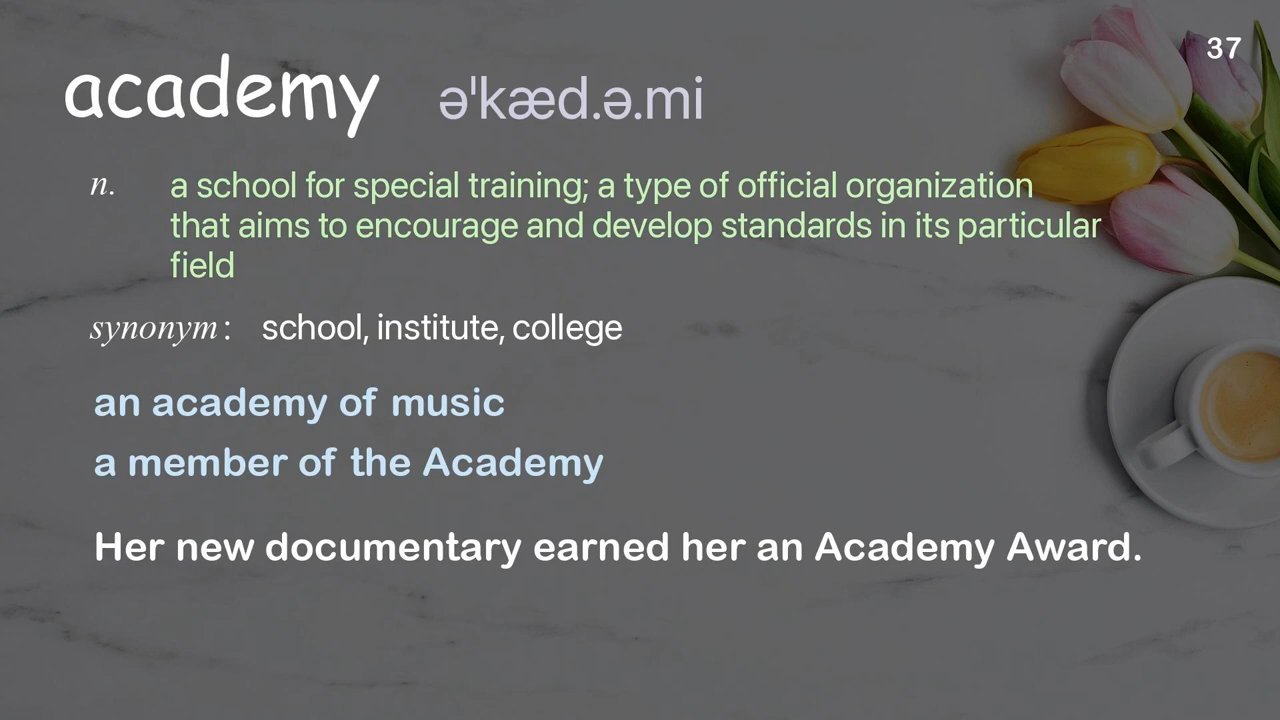 37
academy əˈkæd.ə.mi
n. a school for special training; a type of official organization
that aims to encourage and develop standards in its particular
field
synonym: school, institute, college
an academy of music
a member of the Academy
Her new documentary earned her an Academy Award.